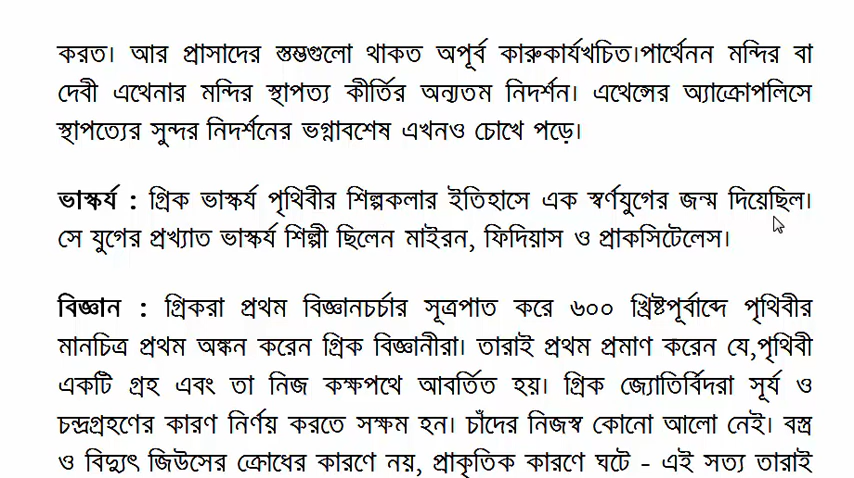 করত। আর প্রাসাদের স্তম্ভগুলো থাকত অপূর্ব কারুকার্যখচিত।পার্থেনন মন্দির বা
দেবী এথেনার মন্দির স্থাপত্য কীর্তির অন্যতম নিদর্শন। এথেন্সের অ্যাক্রোপলিসে
স্থাপত্যের সুন্দর নিদর্শনের ভগ্নাবশেষ এখনও চোখে পড়ে।
ভাস্কর্য : গ্রিক ভাস্কর্য পৃথিবীর শিল্পকলার ইতিহাসে এক স্বর্ণযুগের জন্ম দিয়েছিল।
সে যুগের প্রখ্যাত ভাস্কর্য শিল্পী ছিলেন মাইরন, ফিদিয়াস ও প্রাকসিটেলেস।
বিজ্ঞান : গ্রিকরা প্রথম বিজ্ঞানচর্চার সূত্রপাত করে ৬০০ খ্রিষ্টপূর্বাব্দে পৃথিবীর
মানচিত্র প্রথম অঙ্কন করেন গ্রিক বিজ্ঞানীরা। তারাই প্রথম প্রমাণ করেন যে,পৃথিবী
একটি গ্রহ এবং তা নিজ কক্ষপথে আবর্তিত হয়। গ্রিক জ্যোতির্বিদরা সূর্য ও
চন্দ্রগ্রহণের কারণ নির্ণয় করতে সক্ষম হন। চাঁদের নিজস্ব কোনো আলো নেই। বস্ত্র
ও বিদ্যুৎ জিউসের ক্রোধের কারণে নয়, প্রাকৃতিক কারণে ঘটে - এই সত্য তারাই